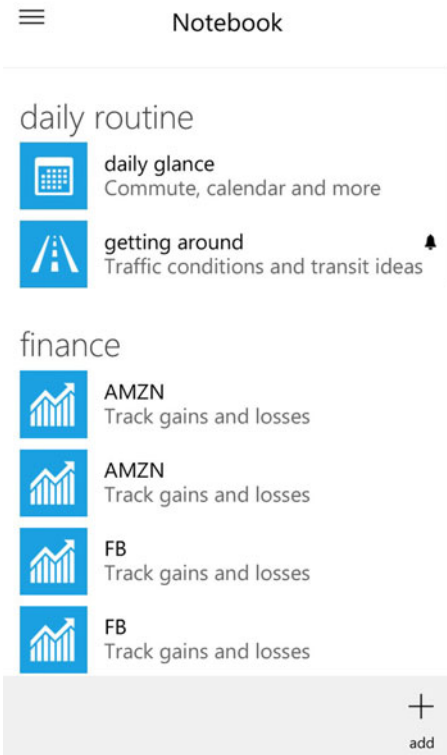 Notebook
daily routine
daily glance
Commute, calendar and more
getting around
Traffic conditions and transit ideas
finance
AMZN
Track gains and losses
AMZN
Track gains and losses
FB
Track gains and losses
FB
Track gains and losses
add